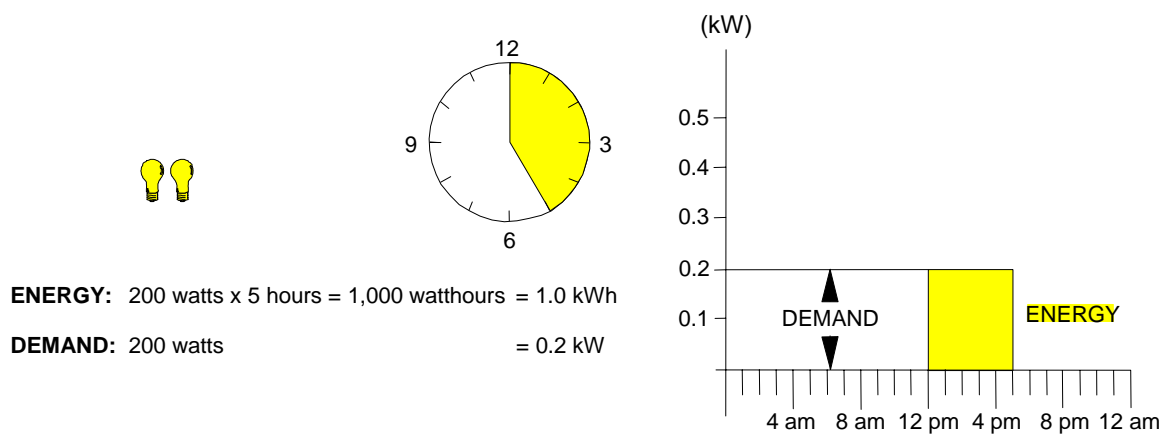 12
9
3
6
ENERGY: 200 watts x 5 hours = 1,000 watthours = 1.0 kWh
DEMAND: 200 watts = 0.2 kW
(kW)
0.5
0.4
0.3
0.2
0.1
DEMAND
ENERGY
4 am 8 am 12 pm 4 pm 8 pm 12 am